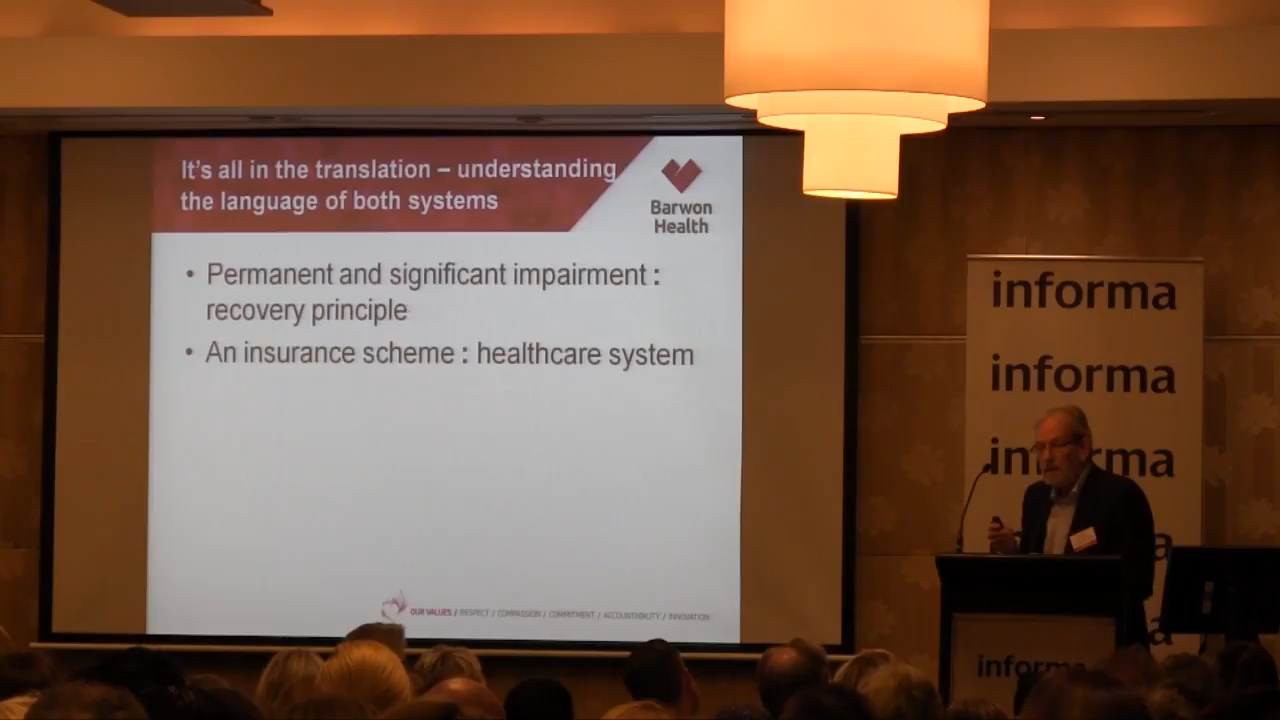 It's all in the translation – understanding
the language of both systems
Barwon
Health
• Permanent and significant impairment :
recovery principle
• An insurance scheme : healthcare system
OUR VALUES / RESPECT / COMPASSION / COMMITMENT / ACCOUNTABILITY / INNOVATION
informa
informa
informa
informa